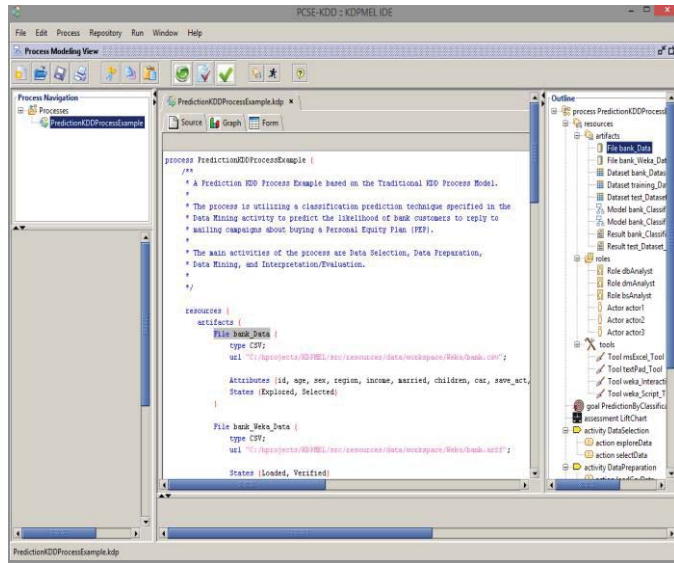 PCSE-KDD :: KDPMEL IDE
File Edit Process Repository Run Window Help
Process Modeling View
Process Navigation
Processes
PredictionKDDProcessExample
PredictionKDDProcessExample.kdp
Source Graph Form
process PredictionKDDProcessExample {
/**
* A Prediction KDD Process Example based on the Traditional KDD Process Model.
*
* The process is utilizing a classification prediction technique specified in the
* Data Mining activity to predict the likelihood of bank customers to reply to
* mailing campaigns about buying a Personal Equity Plan (PEP).
*
* The main activities of the process are Data Selection, Data Preparation,
* Data Mining, and Interpretation/Evaluation.
*
*/
resources {
artifacts {
File bank_Data {
type CSV;
url "C:/hprojects/KDPMEL/src/resources/data/workspace/Weka/bank.csv";
Attributes {id, age, sex, region, income, married, children, car, save_act,
States {Explored, Selected}
}
File bank_Weka_Data {
type CSV;
url "C:/hprojects/KDPMEL/src/resources/data/workspace/Weka/bank.arff";
States {Loaded, Verified}
Outline
process PredictionKDDProcessE
resources
artifacts
File bank_Data
File bank_Weka_Dat
Dataset bank_Datas
Dataset training_Da
Dataset test_Dataset
Model bank_Classif
Model bank_Classif
Result bank_Classifi
Result test_Dataset_
roles
Role dbAnalyst
Role dmAnalyst
Role bsAnalyst
Actor actor1
Actor actor2
Actor actor3
tools
Tool msExcel_Tool
Tool textPad_Tool
Tool weka_Interacti
Tool weka_Script_T
goal PredictionByClassifica
assessment LiftChart
activity DataSelection
action exploreData
action selectData
activity DataPreparation
PredictionKDDProcessExample.kdp